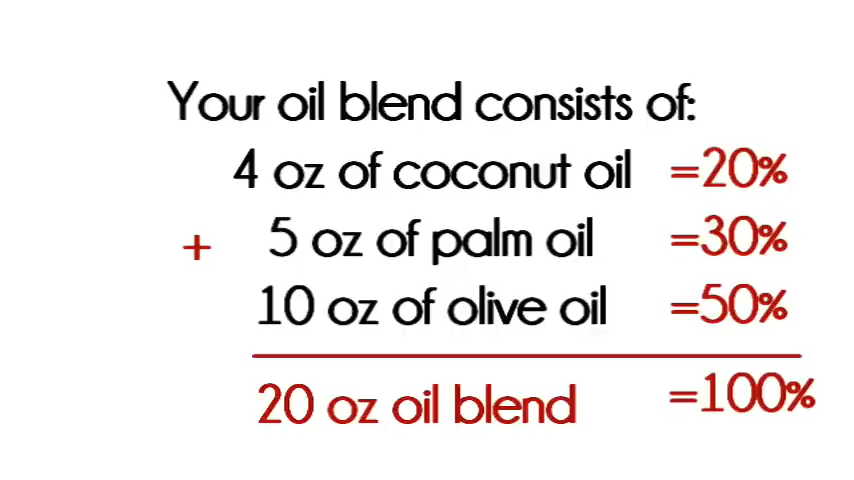 Your oil blend consists of:
4 oz of coconut oil =20%
+ 5 oz of palm oil =30%
10 oz of olive oil =50%
20 oz oil blend =100%